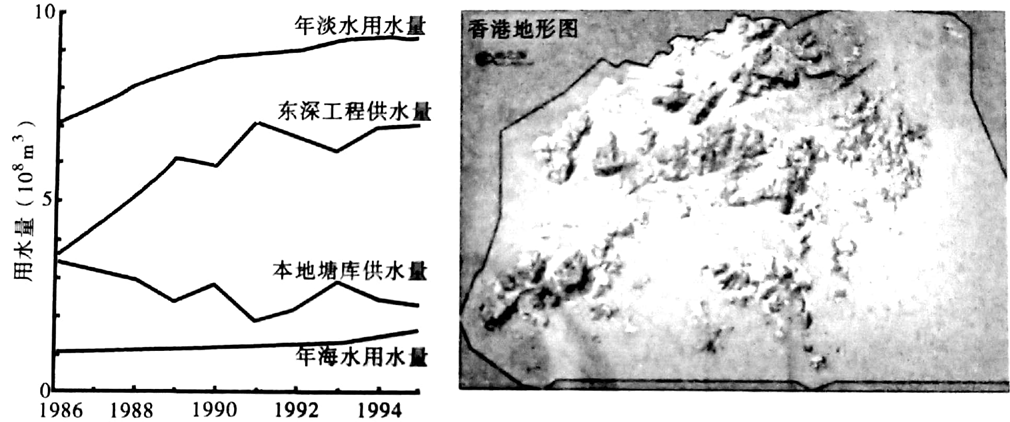 10
年淡水用水量
东深工程供水量
5
用水量（10⁸m³）
本地塘库供水量
年海水用水量
0
1986
1988
1990
1992
1994
香港地形图